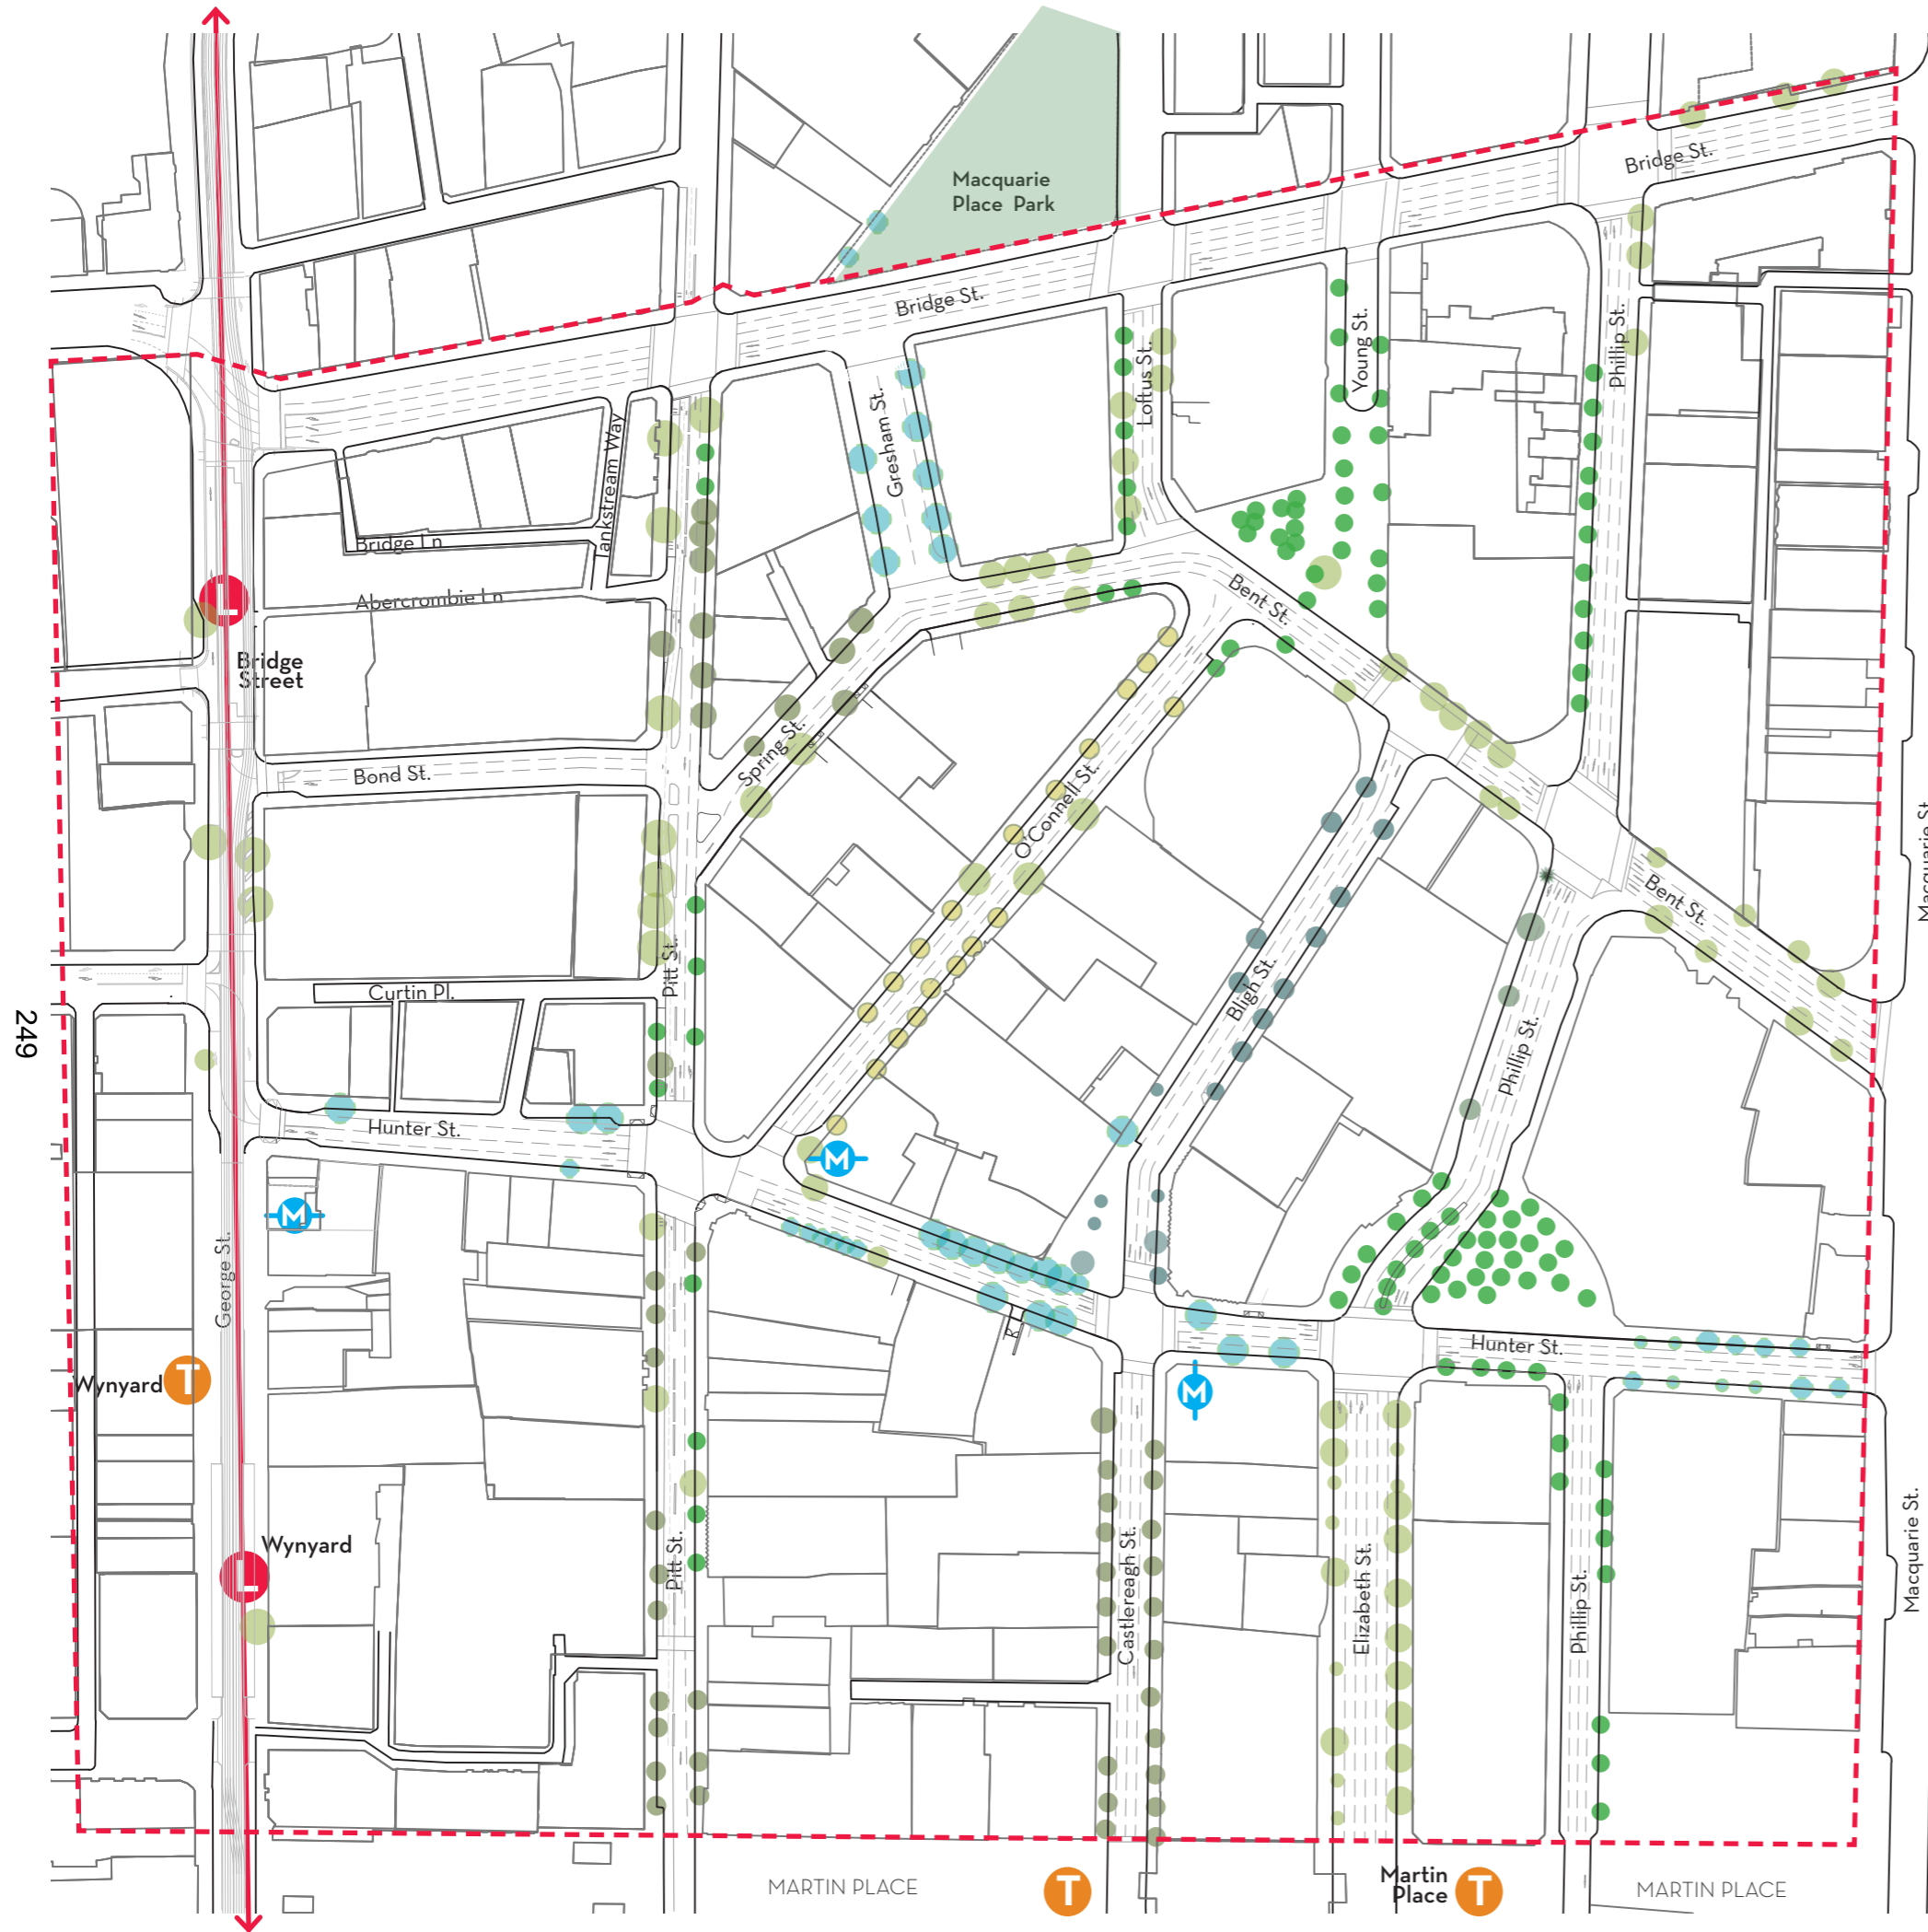 Macquarie
Place Park
Bridge St.
Bridge St.
Loftus St.
Young St.
Phillip St.
Gresham St.
Tankstream Way
Bridge Ln
Abercrombie Ln
Bent St.
L
Bridge
Street
Bond St.
Spring St.
O'Connell St.
Macquarie St.
Bent St.
Pitt St.
Curtin Pl.
Bligh St.
Phillip St.
249
Hunter St.
M
M
George St.
Hunter St.
Wynyard T
M
Wynyard
L
Pitt St.
Castlereagh St.
Elizabeth St.
Phillip St.
Macquarie St.
MARTIN PLACE
T
Martin
Place
T
MARTIN PLACE